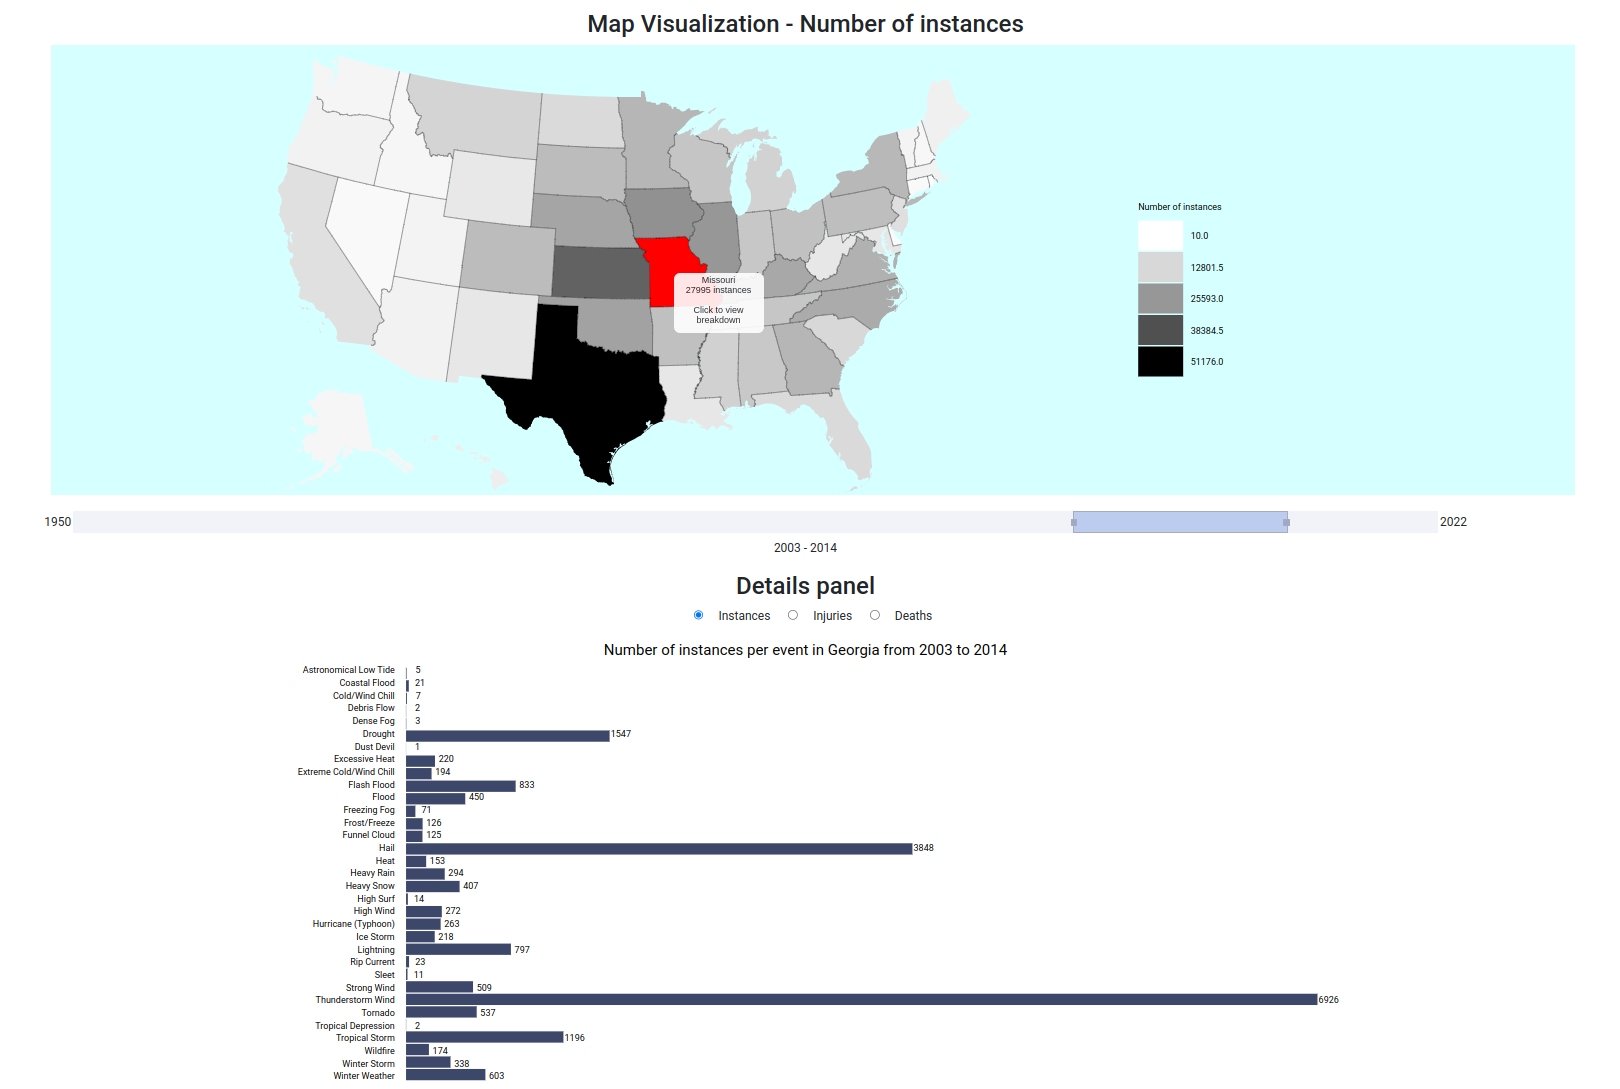 Map Visualization - Number of instances
Number of instances
10.0
12801.5
25593.0
38384.5
51176.0
Missouri
27995 instances
Click to view
breakdown
1950
2022
2003 - 2014
Details panel
Instances
Injuries
Deaths
Number of instances per event in Georgia from 2003 to 2014
Astronomical Low Tide 5
Coastal Flood 21
Cold/Wind Chill 7
Debris Flow 2
Dense Fog 3
Drought 1547
Dust Devil 1
Excessive Heat 220
Extreme Cold/Wind Chill 194
Flash Flood 833
Flood 450
Freezing Fog 71
Frost/Freeze 126
Funnel Cloud 125
Hail 3848
Heat 153
Heavy Rain 294
Heavy Snow 407
High Surf 14
High Wind 272
Hurricane (Typhoon) 263
Ice Storm 218
Lightning 797
Rip Current 23
Sleet 11
Strong Wind 509
Thunderstorm Wind 6926
Tornado 537
Tropical Depression 2
Tropical Storm 1196
Wildfire 174
Winter Storm 338
Winter Weather 603